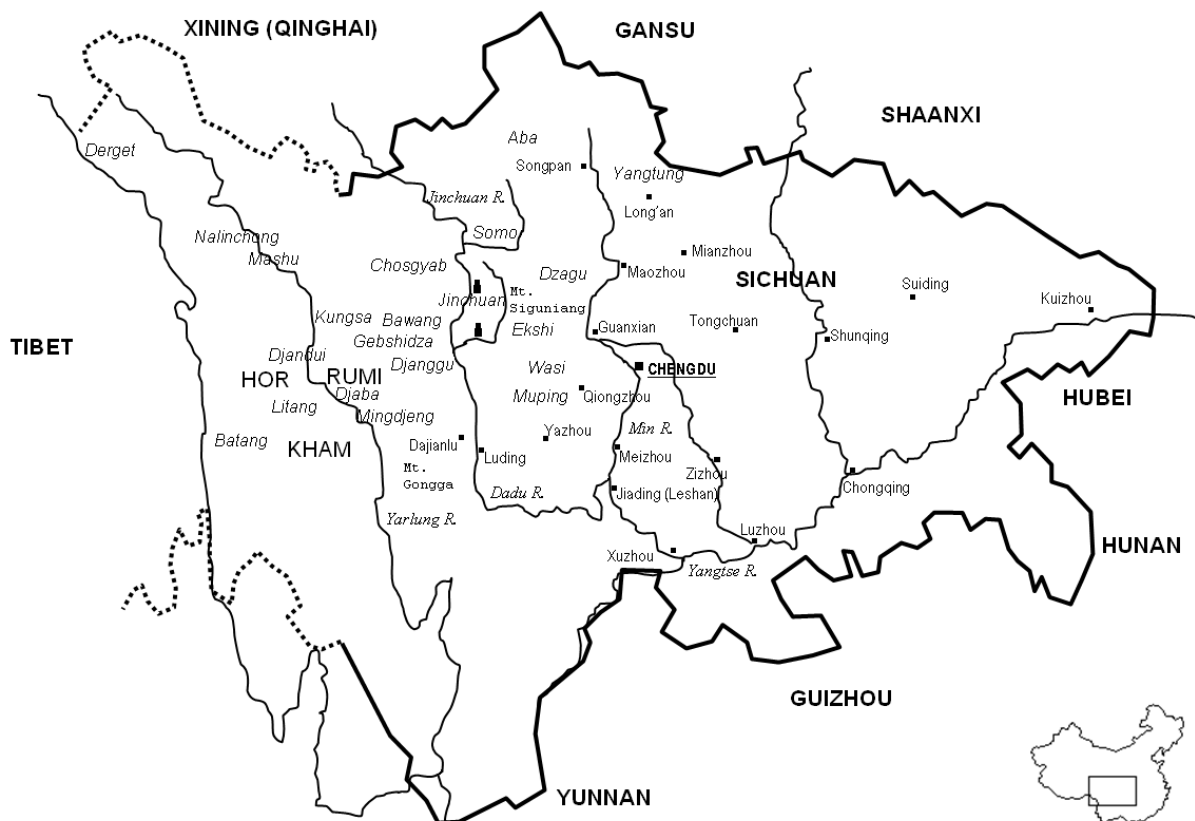 XINING (QINGHAI)
GANSU
SHAANXI
Aba
Derget
Songpan
Yangtung
Jinchuan R.
Long'an
Nalinchong
Somo
Mashu
Mianzhou
Chosgyab
Dzagu
Maozhou
SICHUAN
Jinchuan
Mt.
Siguniang
Suiding
Kuizhou
Kungsa
Bawang
Ekshi
Guanxian
Tongchuan
Shunqing
TIBET
Gebshidza
Djandui
Djanggu
Wasi
CHENGDU
HOR
RUMI
Djaba
Muping
Qiongzhou
HUBEI
Litang
Mingdjeng
Min R.
Batang
KHAM
Dajianlu
Yazhou
Luding
Meizhou
Mt.
Gongga
Zizhou
Chongqing
Dadu R.
Jiading (Leshan)
Yarlung R.
Luzhou
HUNAN
Xuzhou
Yangtse R.
GUIZHOU
YUNNAN